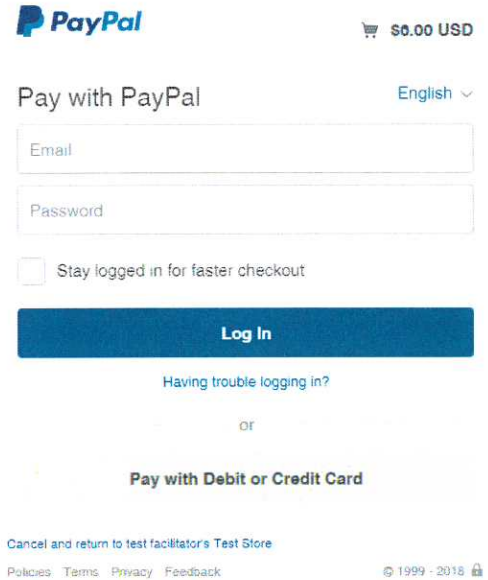 PayPal
$6.00 USD
Pay with PayPal
English
Email
Password
Stay logged in for faster checkout
Log In
Having trouble logging in?
or
Pay with Debit or Credit Card
Cancel and return to test facilitator's Test Store
Policies Terms Privacy Feedback
© 1999 - 2018